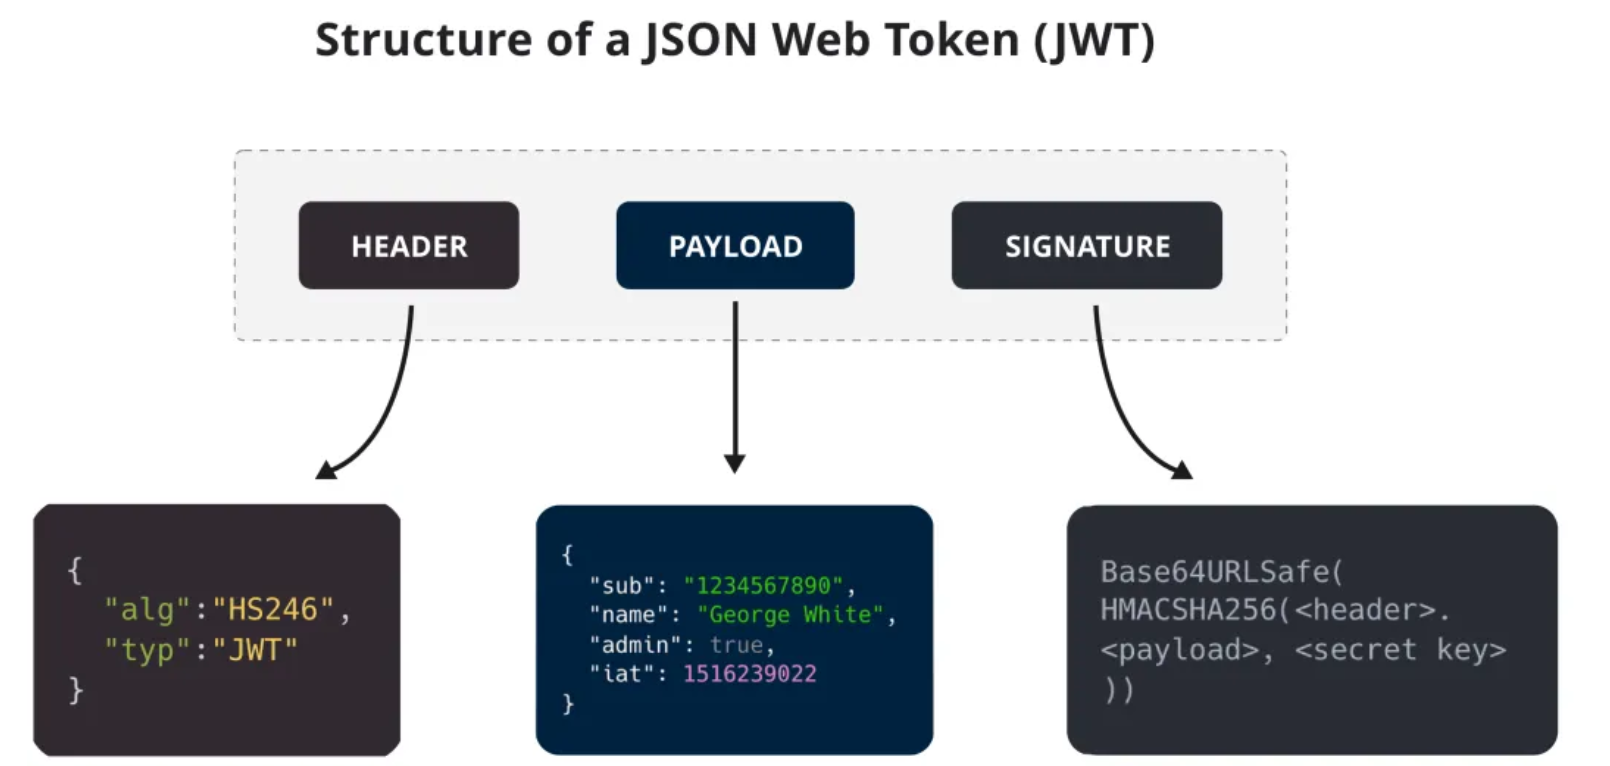 Structure of a JSON Web Token (JWT)
HEADER
PAYLOAD
SIGNATURE
{
"alg":"HS246",
"typ":"JWT"
}
{
"sub": "1234567890",
"name": "George White",
"admin": true,
"iat": 1516239022
}
Base64URLSafe(
HMACSHA256(<header>.
<payload>, <secret key>
))